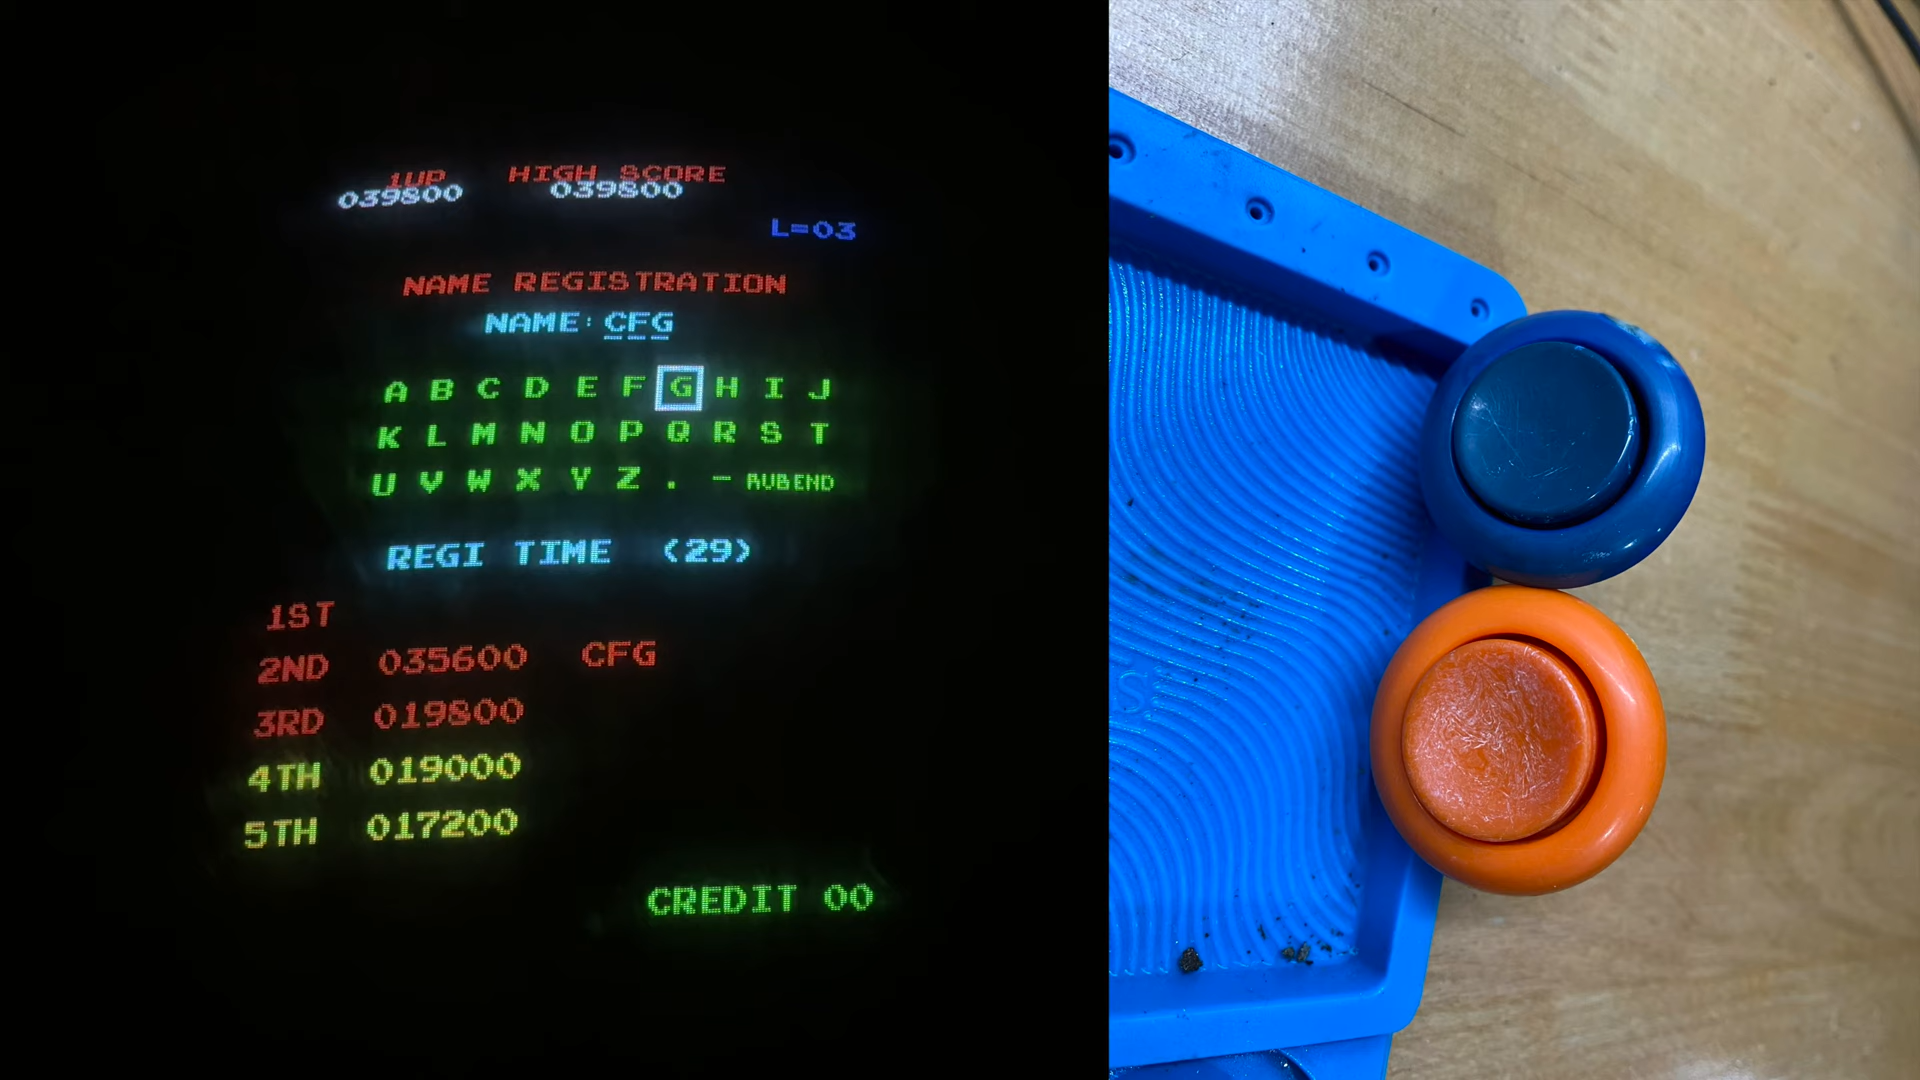 1UP HIGH SCORE
039800 039800
L=03
NAME REGISTRATION
NAME: CFG
A B C D E F G H I J
K L M N O P Q R S T
U V W X Y Z . - RUBEND
REGI TIME (29)
1ST
2ND 035600 CFG
3RD 019800
4TH 019000
5TH 017200
CREDIT 00